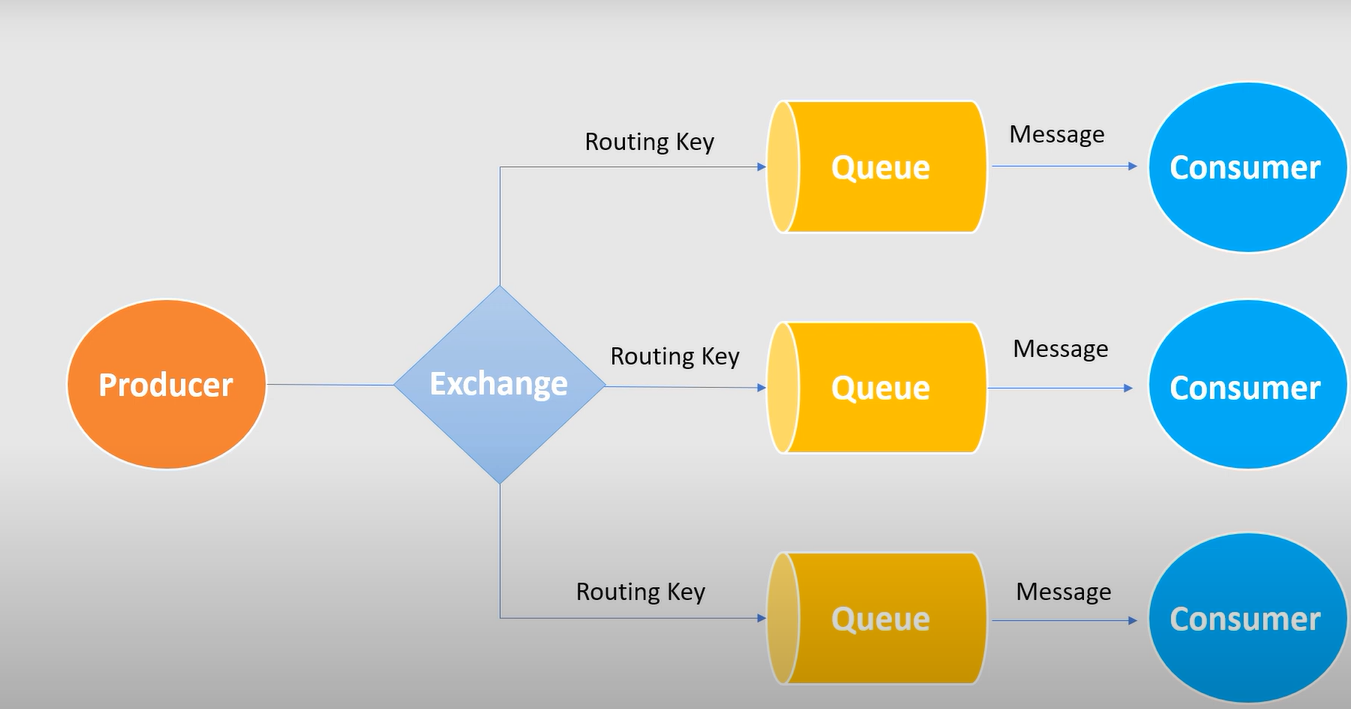 Routing Key
Queue
Message
Consumer
Producer
Exchange
Routing Key
Queue
Message
Consumer
Routing Key
Queue
Message
Consumer